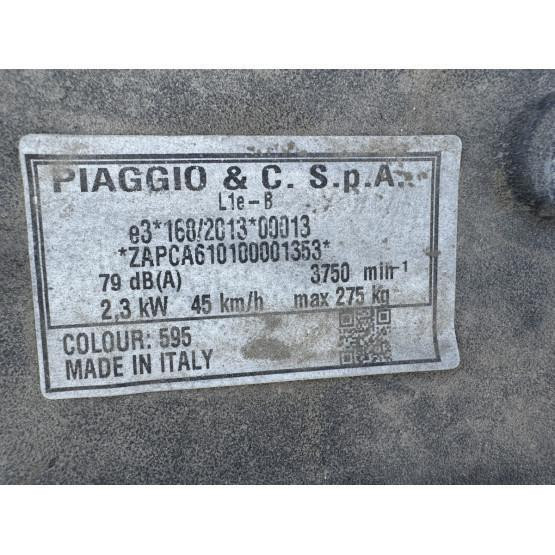 PIAGGIO & C. S.p.A.
L1e-B
e3*168/2013*00013
*ZAPCA610100001353*
79 dB(A) 3750 min-1
2,3 kW 45 km/h max 275 kg
COLOUR: 595
MADE IN ITALY